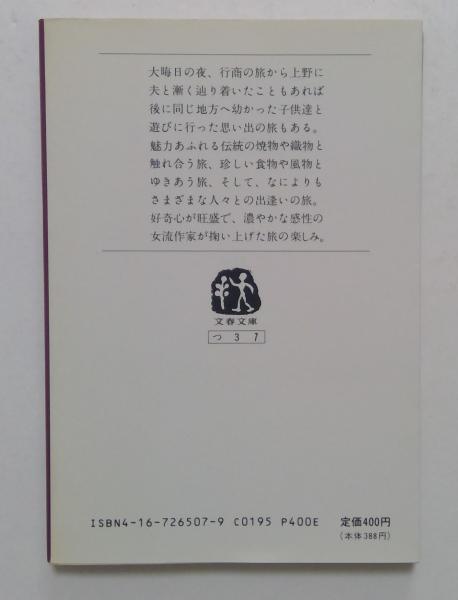 大晦日の夜、行商の旅から上野に
夫と漸く辿り着いたこともあれば
後に同じ地方へ幼かった子供達と
遊びに行った思い出の旅もある。
魅力あふれる伝統の焼物や織物と
触れ合う旅、珍しい食物や風物と
ゆきあう旅、そして、なによりも
さまざまな人々との出逢いの旅。
好奇心が旺盛で、濃やかな感性の
女流作家が掬い上げた旅の楽しみ。
文春文庫
つ 3 7
ISBN4-16-726507-9 C0195 P400E 定価400円
(本体388円)